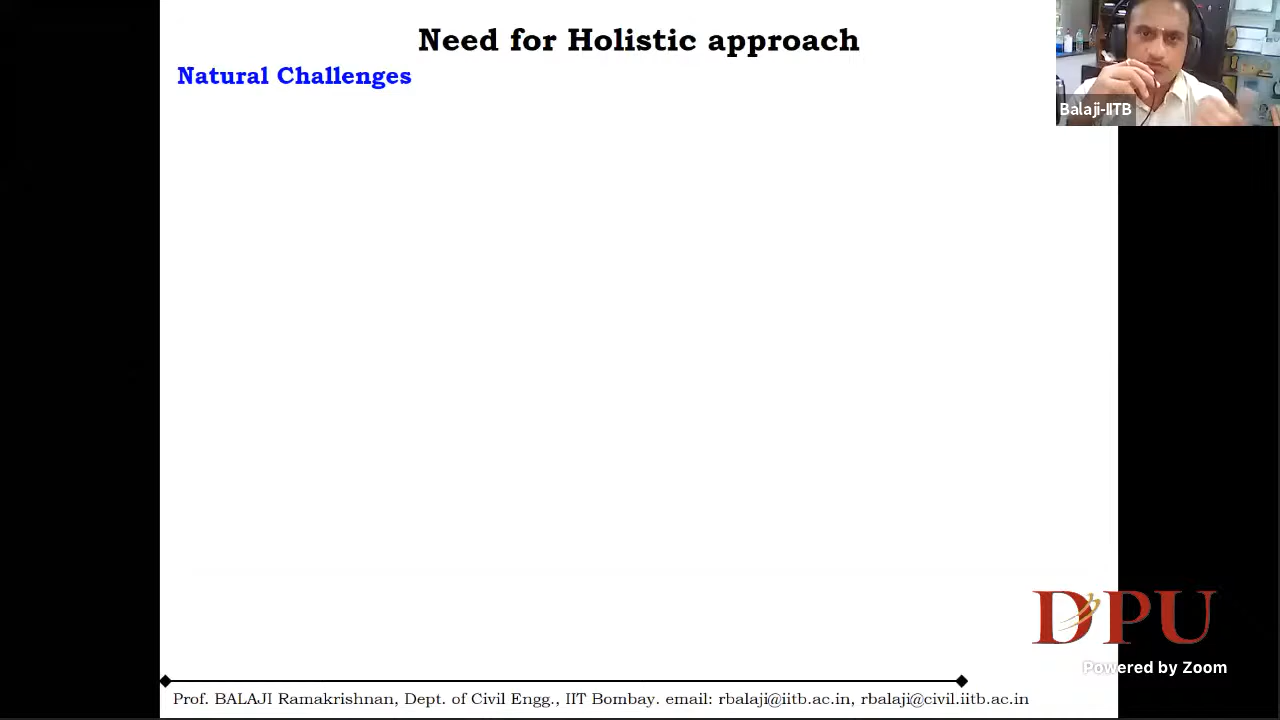 Need for Holistic approach
Natural Challenges
Balaji-IITB
DPU
Powered by Zoom
Prof. BALAJI Ramakrishnan, Dept. of Civil Engg., IIT Bombay. email: rbalaji@iitb.ac.in, rbalaji@civil.iitb.ac.in